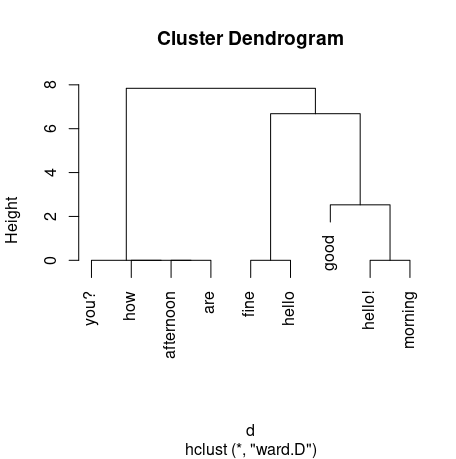 Cluster Dendrogram
Height
8
6
4
2
0
you?
how
afternoon
are
fine
hello
good
hello!
morning
d
hclust (*, "ward.D")